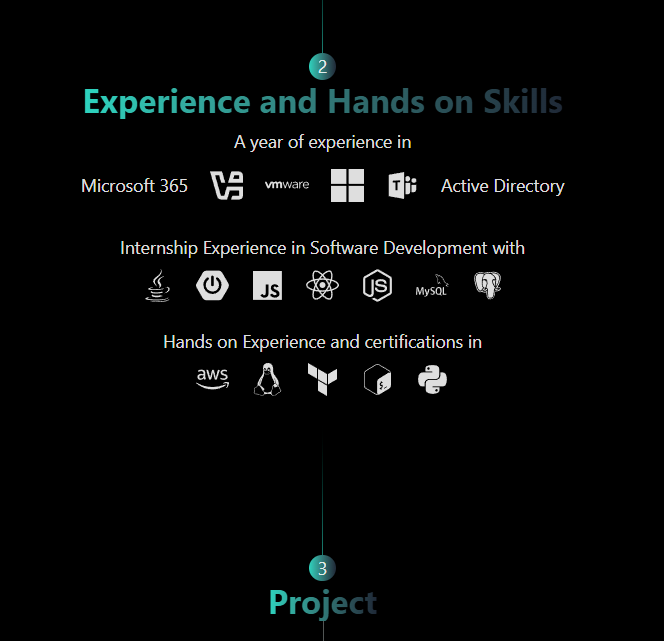 2
Experience and Hands on Skills
A year of experience in
Microsoft 365 vmware T Active Directory
Internship Experience in Software Development with
JS JS MySQL
Hands on Experience and certifications in
aws $_
3
Project